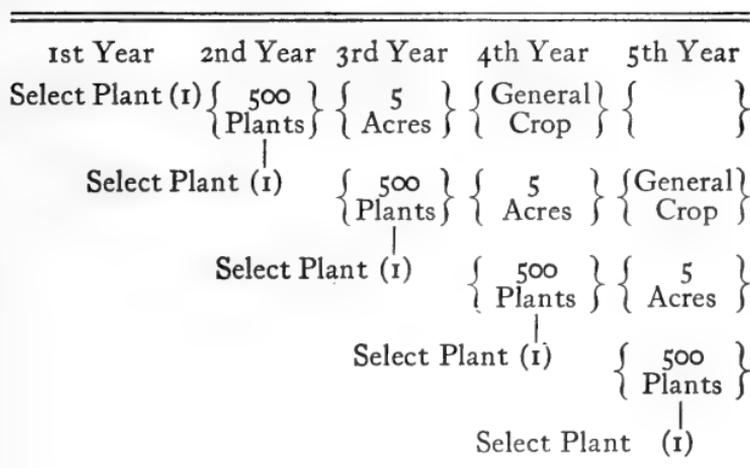 1st Year 2nd Year 3rd Year 4th Year 5th Year
Select Plant (1) { 500 } { 5 } { General } { }
{ Plants } { Acres } { Crop }
Select Plant (1) { 500 } { 5 } { General }
{ Plants } { Acres } { Crop }
Select Plant (1) { 500 } { 5 }
{ Plants } { Acres }
Select Plant (1) { 500 }
{ Plants }
Select Plant (1)